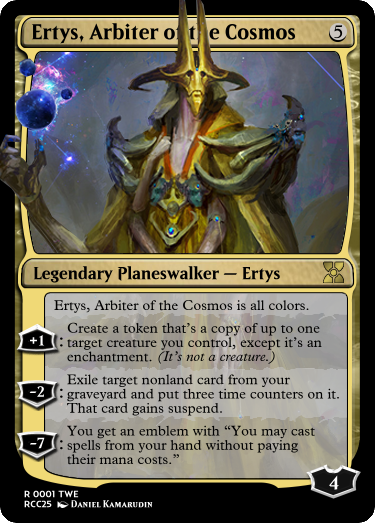 Ertys, Arbiter of the Cosmos 5
Legendary Planeswalker — Ertys
Ertys, Arbiter of the Cosmos is all colors.
+1: Create a token that's a copy of up to one
target creature you control, except it's an
enchantment. (It's not a creature.)
-2: Exile target nonland card from your
graveyard and put three time counters on it.
That card gains suspend.
-7: You get an emblem with “You may cast
spells from your hand without paying
their mana costs.”
4
R 0001 TWE
RCC25 Daniel Kamarudin